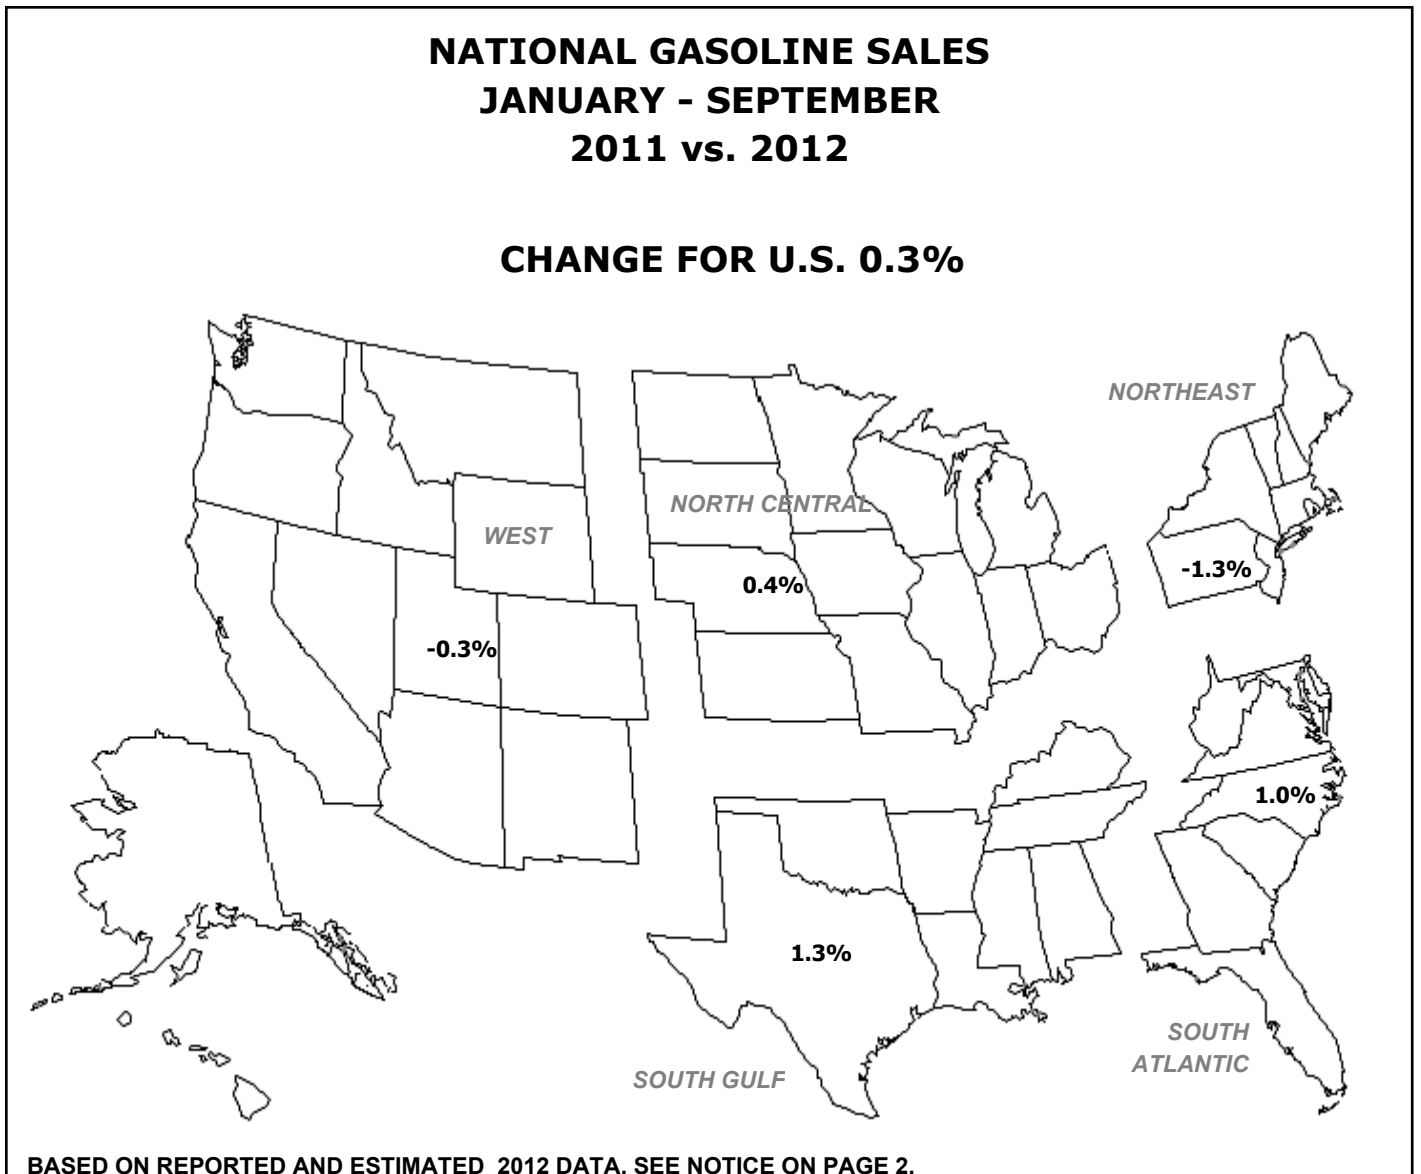 NATIONAL GASOLINE SALES
JANUARY - SEPTEMBER
2011 vs. 2012
CHANGE FOR U.S. 0.3%
NORTHEAST
NORTH CENTRAL
WEST
-1.3%
0.4%
-0.3%
1.0%
1.3%
SOUTH
ATLANTIC
SOUTH GULF
BASED ON REPORTED AND ESTIMATED  2012 DATA. SEE NOTICE ON PAGE 2.